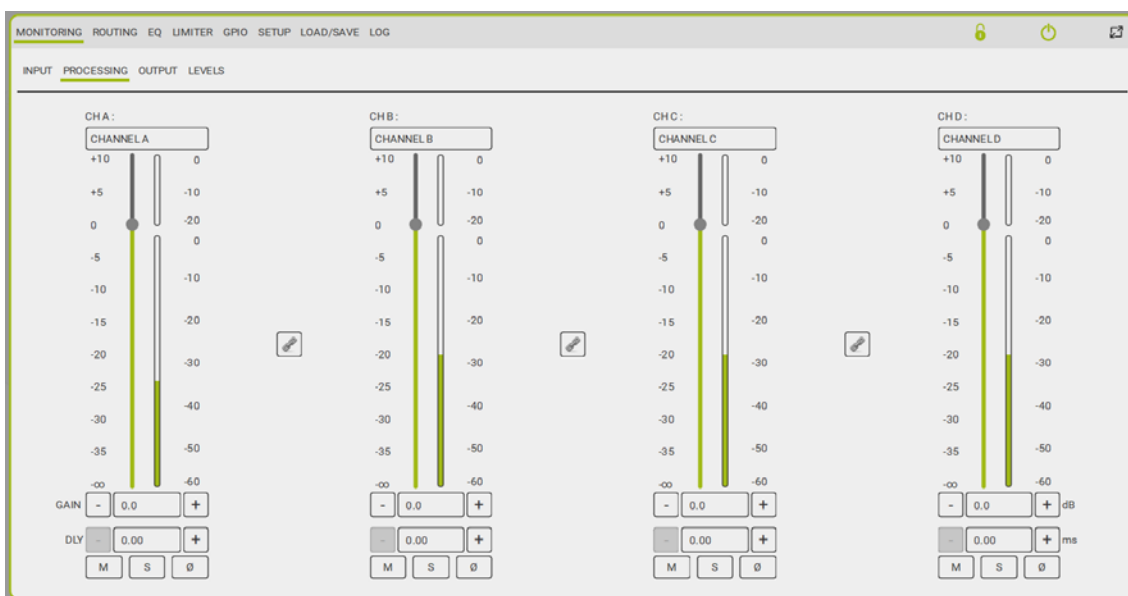 MONITORING ROUTING EQ LIMITER GPIO SETUP LOAD/SAVE LOG
INPUT PROCESSING OUTPUT LEVELS
CH A: CH B: CH C: CH D:
CHANNEL A CHANNEL B CHANNEL C CHANNEL D
+10 0 +10 0 +10 0 +10 0
+5 -10 +5 -10 +5 -10 +5 -10
0 -20 0 -20 0 -20 0 -20
0 0 0 0
-5 -5 -5 -5
-10 -10 -10 -10
-10 -10 -10 -10
-15 -20 -15 -20 -15 -20 -15 -20
-20 -30 -20 -30 -20 -30 -20 -30
-25 -25 -25 -25
-40 -40 -40 -40
-30 -30 -30 -30
-35 -50 -35 -50 -35 -50 -35 -50
-∞ -60 -∞ -60 -∞ -60 -∞ -60
GAIN - 0.0 + - 0.0 + - 0.0 + - 0.0 + dB
DLY - 0.00 + - 0.00 + - 0.00 + - 0.00 + ms
M S Ø M S Ø M S Ø M S Ø